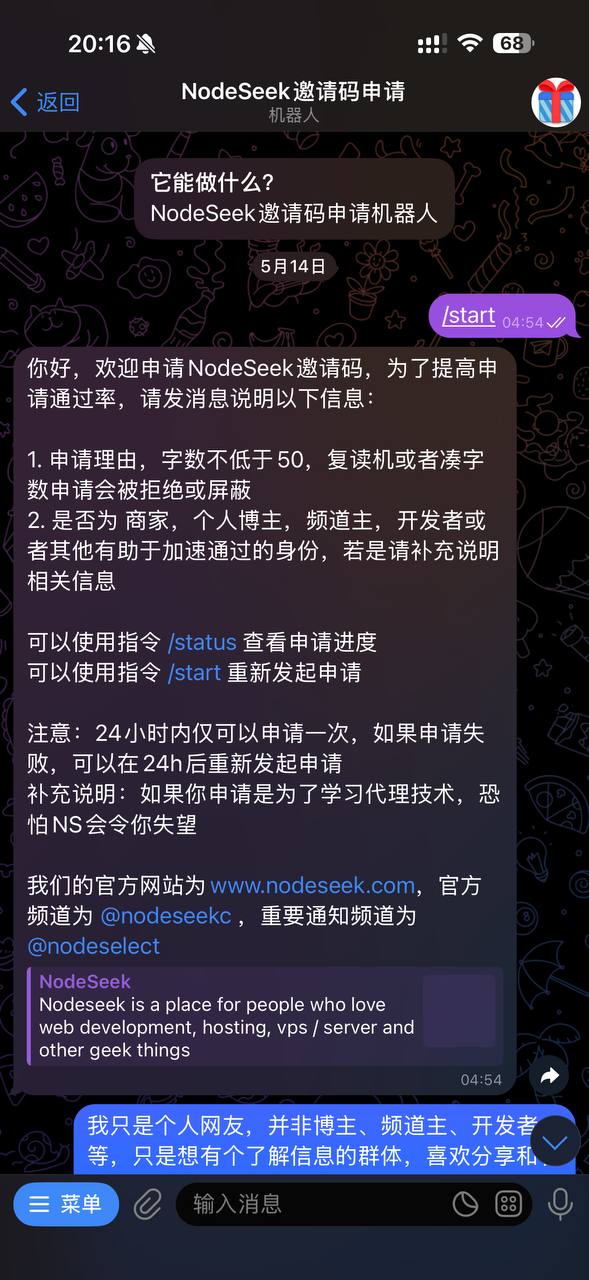 20:16
68
返回
NodeSeek邀请码申请
机器人
它能做什么？
NodeSeek邀请码申请机器人
5月14日
/start 04:54
你好，欢迎申请NodeSeek邀请码，为了提高申
请通过率，请发消息说明以下信息：
1. 申请理由，字数不低于50，复读机或者凑字
数申请会被拒绝或屏蔽
2. 是否为 商家，个人博主，频道主，开发者或
者其他有助于加速通过的身份，若是请补充说明
相关信息
可以使用指令 /status 查看申请进度
可以使用指令 /start 重新发起申请
注意：24小时内仅可以申请一次，如果申请失
败，可以在24h后重新发起申请
补充说明：如果你申请是为了学习代理技术，恐
怕NS会令你失望
我们的官方网站为 www.nodeseek.com，官方
频道为 @nodeseekc ，重要通知频道为
@nodeselect
NodeSeek
Nodeseek is a place for people who love
web development, hosting, vps / server and
other geek things
04:54
我只是个人网友，并非博主、频道主、开发者
等，只是想有个了解信息的群体，喜欢分享和
菜单
输入消息